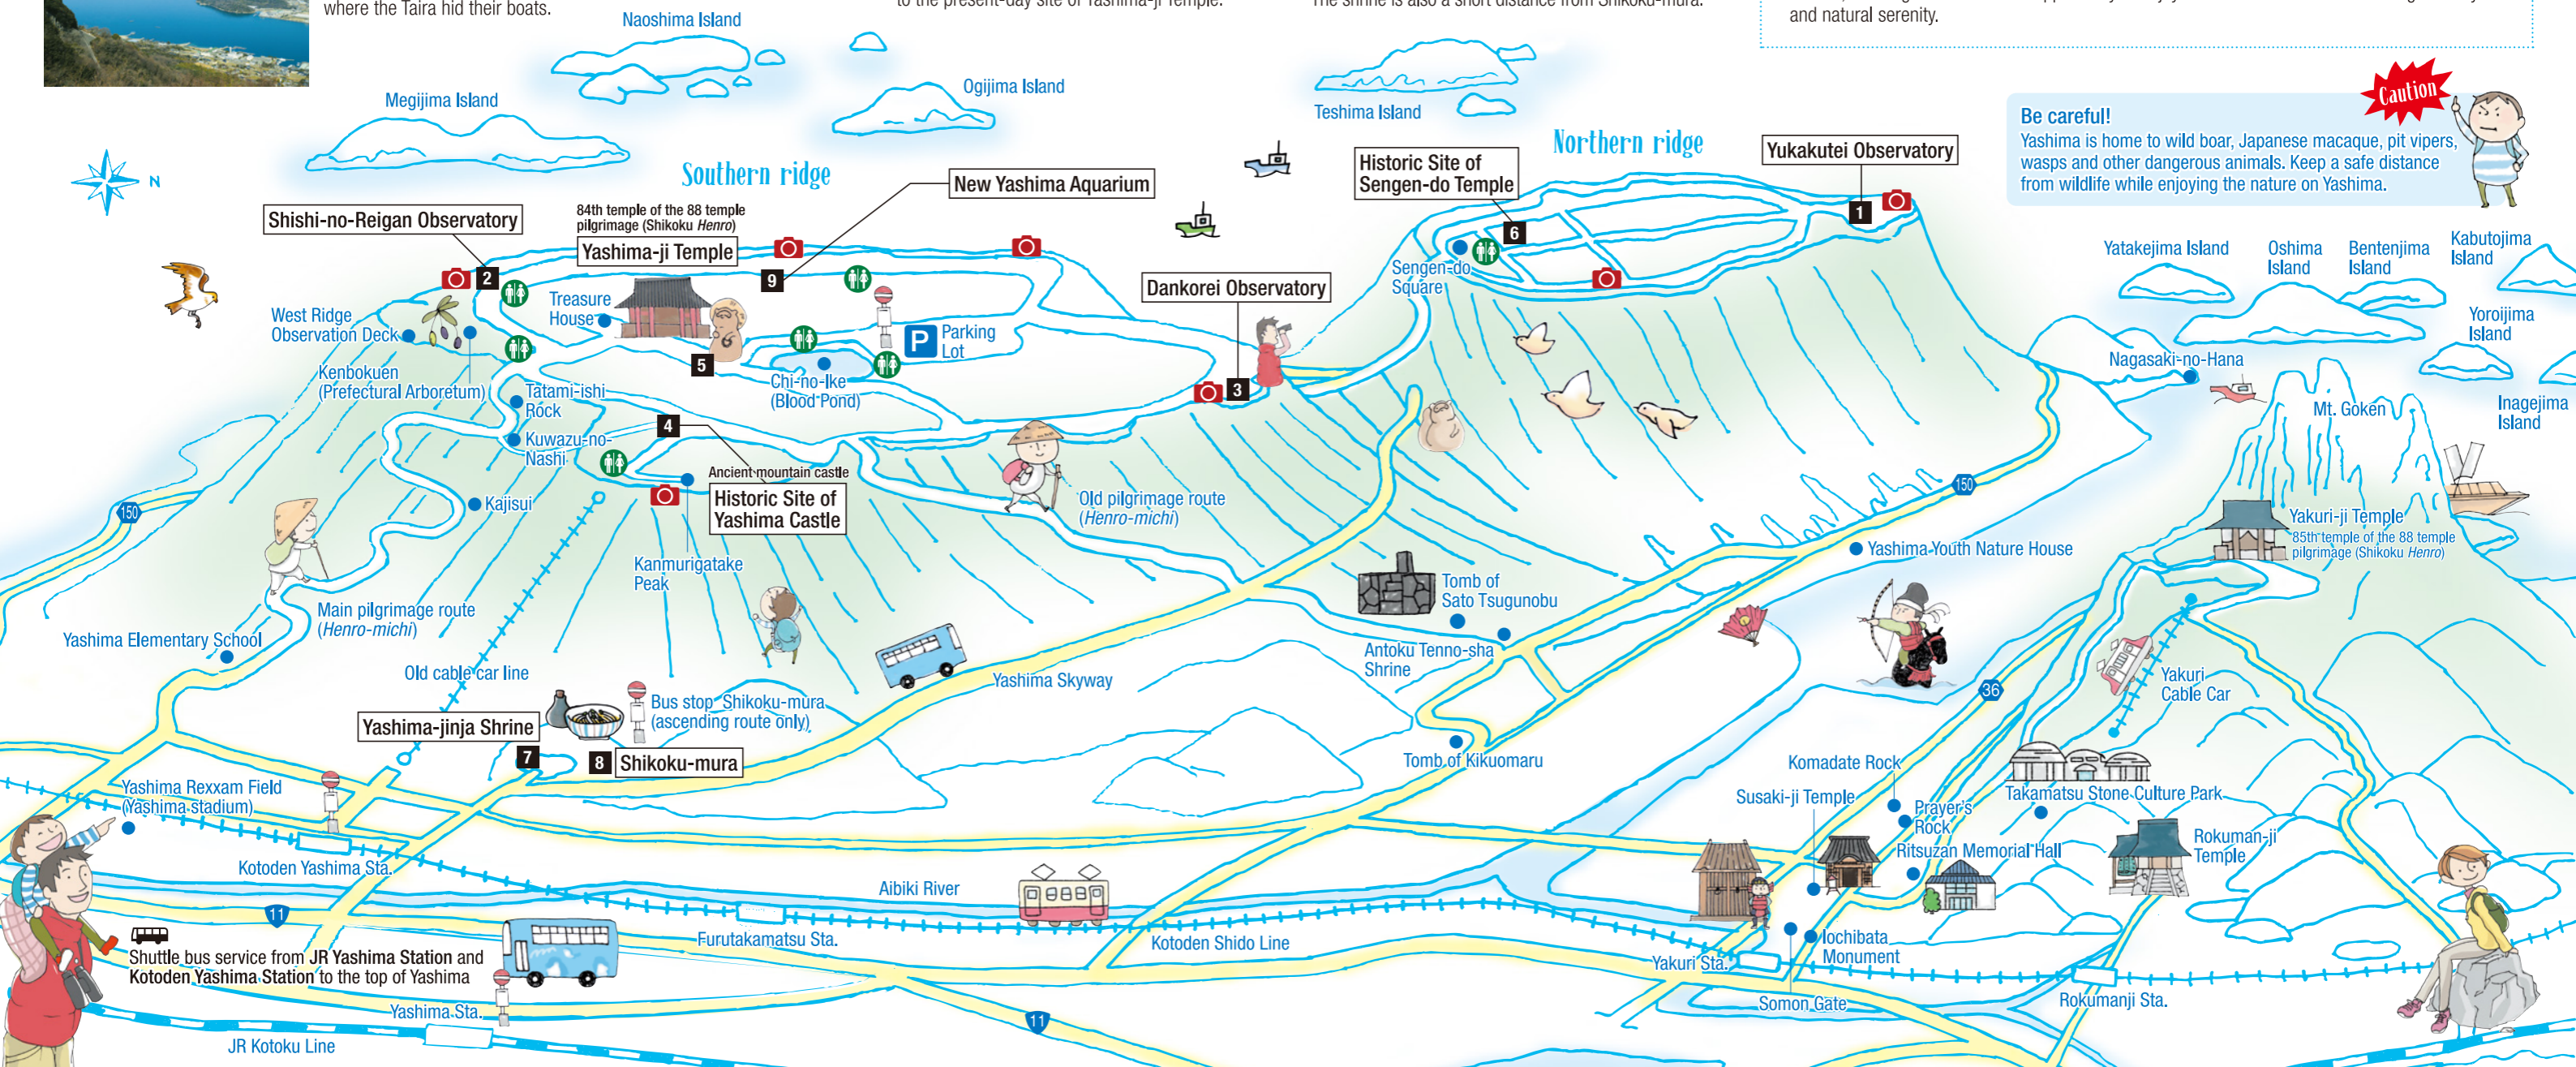 where the Taira hid their boats.
to the present-day site of Yashima-ji Temple.
The shrine is also a short distance from Shikoku-mura.
and natural serenity.
Naoshima Island
Megijima Island
Ogijima Island
Teshima Island
Caution
Be careful!
Yashima is home to wild boar, Japanese macaque, pit vipers,
wasps and other dangerous animals. Keep a safe distance
from wildlife while enjoying the nature on Yashima.
N
Southern ridge
Northern ridge
New Yashima Aquarium
Historic Site of
Sengen-do Temple
Yukakutei Observatory
Shishi-no-Reigan Observatory
84th temple of the 88 temple
pilgrimage (Shikoku Henro)
Yashima-ji Temple
1
6
2
9
Sengen-do
Square
Dankorei Observatory
Yatakejima Island
Oshima
Island
Bentenjima
Island
Kabutojima
Island
Yoroijima
Island
Inagejima
Island
Treasure
House
West Ridge
Observation Deck
P
Parking
Lot
5
Chi-no-Ike
(Blood Pond)
3
Kenbokuen
(Prefectural Arboretum)
Tatami-ishi
Rock
Nagasaki-no-Hana
Mt. Goken
4
Kuwazu-no-
Nashi
Ancient mountain castle
Historic Site of
Yashima Castle
Old pilgrimage route
(Henro-michi)
150
150
Kajisui
Kanmurigatake
Peak
Yakuri-ji Temple
85th temple of the 88 temple
pilgrimage (Shikoku Henro)
Yashima Youth Nature House
Tomb of
Sato Tsugunobu
Main pilgrimage route
(Henro-michi)
Yashima Elementary School
Antoku Tenno-sha
Shrine
Old cable car line
Yashima Skyway
Bus stop Shikoku-mura
(ascending route only)
36
Yakuri
Cable Car
Yashima-jinja Shrine
7
8
Shikoku-mura
Tomb of Kikuomaru
Komadate Rock
Yashima Rexxam Field
(Yashima stadium)
Susaki-ji Temple
Prayer's
Rock
Takamatsu Stone Culture Park
Rokuman-ji
Temple
Ritsuzan Memorial Hall
Kotoden Yashima Sta.
Aibiki River
11
Furutakamatsu Sta.
Kotoden Shido Line
Iochibata
Monument
Yakuri Sta.
Shuttle bus service from JR Yashima Station and
Kotoden Yashima Station to the top of Yashima
Somon Gate
Rokumanji Sta.
Yashima Sta.
11
JR Kotoku Line